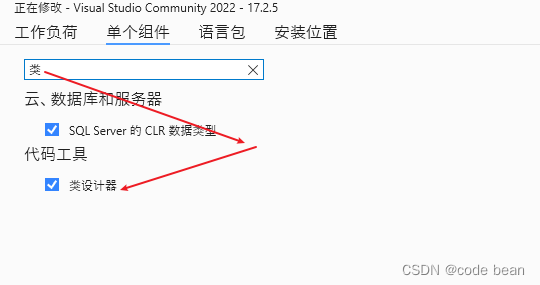 正在修改 - Visual Studio Community 2022 - 17.2.5
工作负荷 单个组件 语言包 安装位置
类
云、数据库和服务器
SQL Server 的 CLR 数据类型
代码工具
类设计器
CSDN @code bean